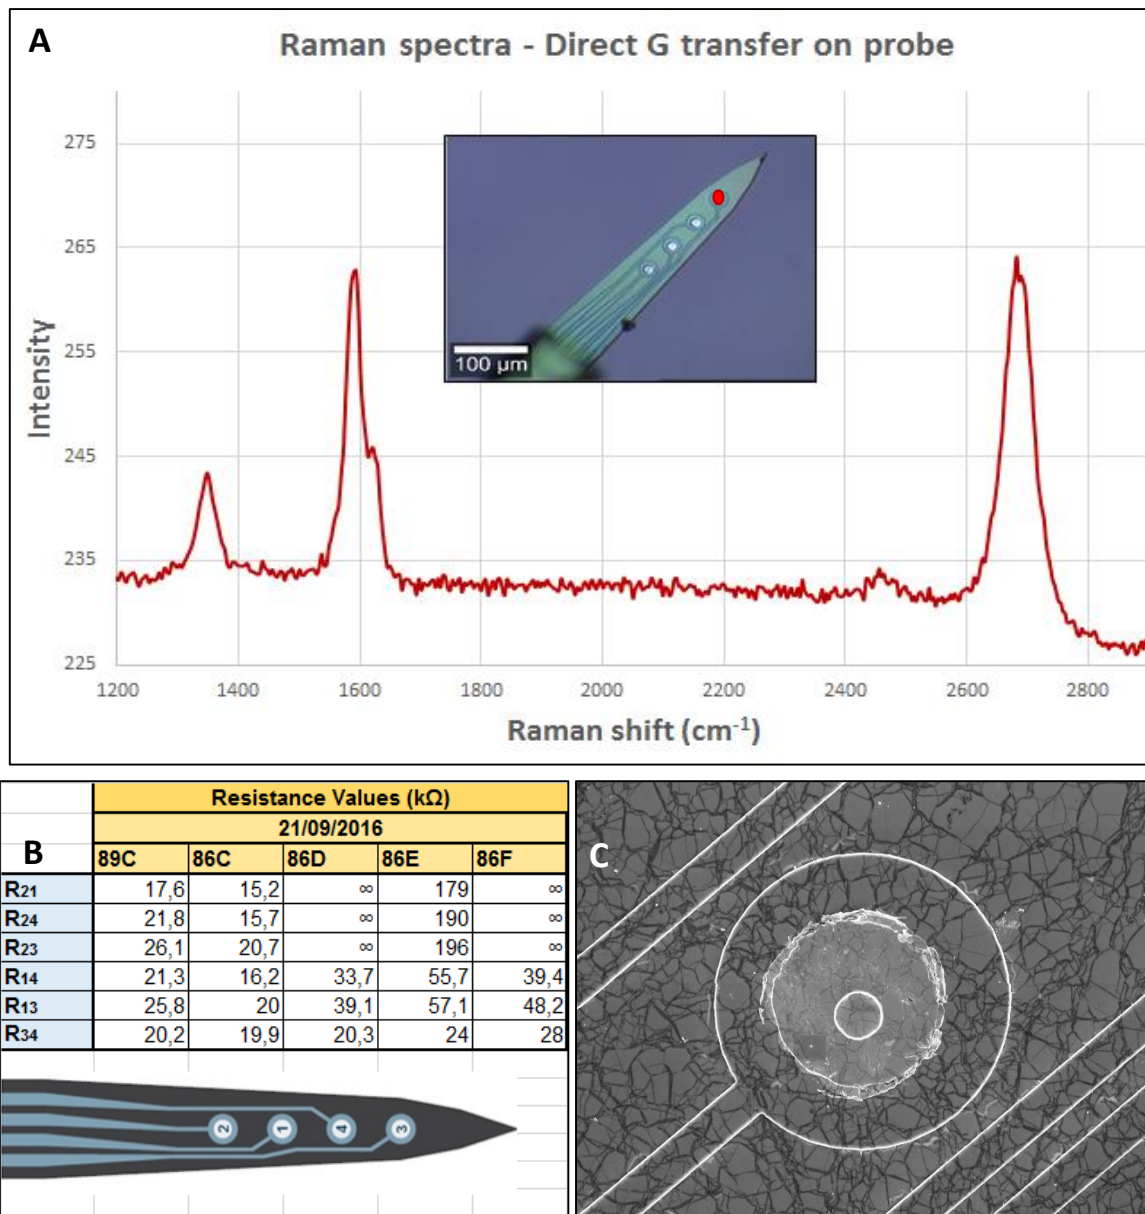 A
Raman spectra - Direct G transfer on probe
Intensity
275
265
255
245
235
225
100 µm
1200 1400 1600 1800 2000 2200 2400 2600 2800
Raman shift (cm-1)
B
Resistance Values (kΩ)
21/09/2016
89C 86C 86D 86E 86F
R21 17,6 15,2 ∞ 179 ∞
R24 21,8 15,7 ∞ 190 ∞
R23 26,1 20,7 ∞ 196 ∞
R14 21,3 16,2 33,7 55,7 39,4
R13 25,8 20 39,1 57,1 48,2
R34 20,2 19,9 20,3 24 28
2 1 4 3
C